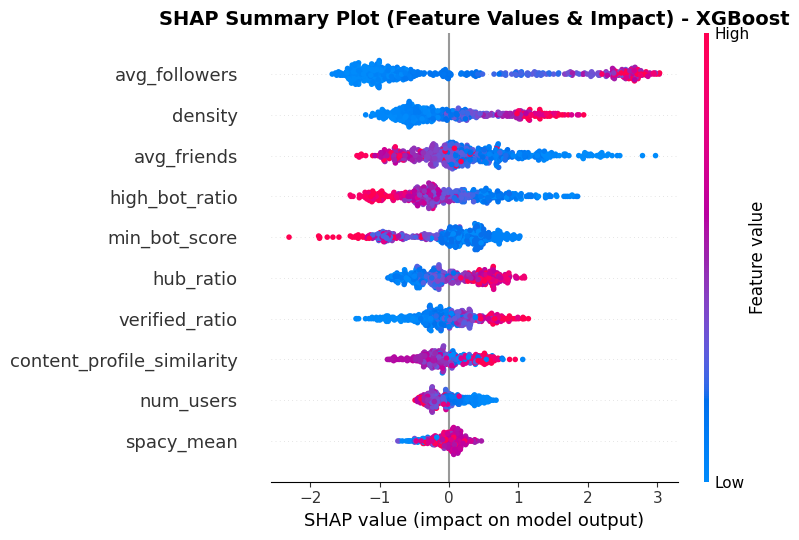 SHAP Summary Plot (Feature Values & Impact) - XGBoost
High
avg_followers
density
avg_friends
high_bot_ratio
min_bot_score
hub_ratio
verified_ratio
content_profile_similarity
num_users
spacy_mean
Feature value
Low
−2 −1 0 1 2 3
SHAP value (impact on model output)